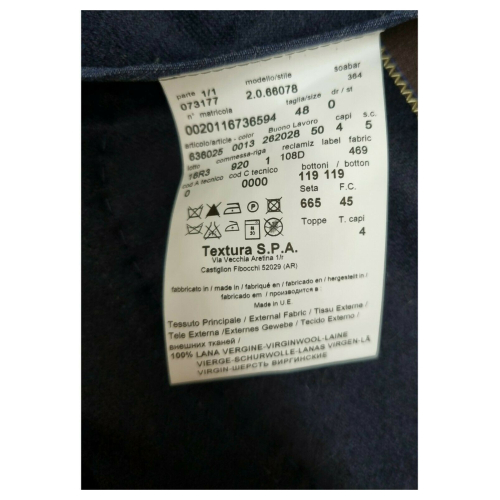 parte 1/1 modello/stile soabar
073177 2.0.66078 364
n° matricola taglia/size dr / st
0020116736594 48 0
articolo/article - color Buono Lavoro capi s.c.
636025 0013 262028 50 4 5
lotto commessa-riga reclamiz label fabric
16R3 920 1 108D 469
cod A tecnico cod C tecnico bottoni / botton
0 0000 119 119
Seta F.C.
665 45
Toppe T. capi
4
Textura S.P.A.
Via Vecchia Aretina 1/r
Castiglion Fibocchi 52029 (AR)
fabbricato in / made in / fabriqué en / fabricado en / hergestellt in /
fabricado em / производится в
Made in U.E.
Tessuto Principale / External Fabric / Tissu Externe /
Tele Externa /Externes Gewebe / Tecido Externo /
внешних тканей /
100% LANA VERGINE-VIRGINWOOL-LAINE
VIERGE-SCHURWOLLE-LANAS VIRGEN-LÃ
VIRGIN-ШЕРСТЬ ВИРГИНСКИЕ